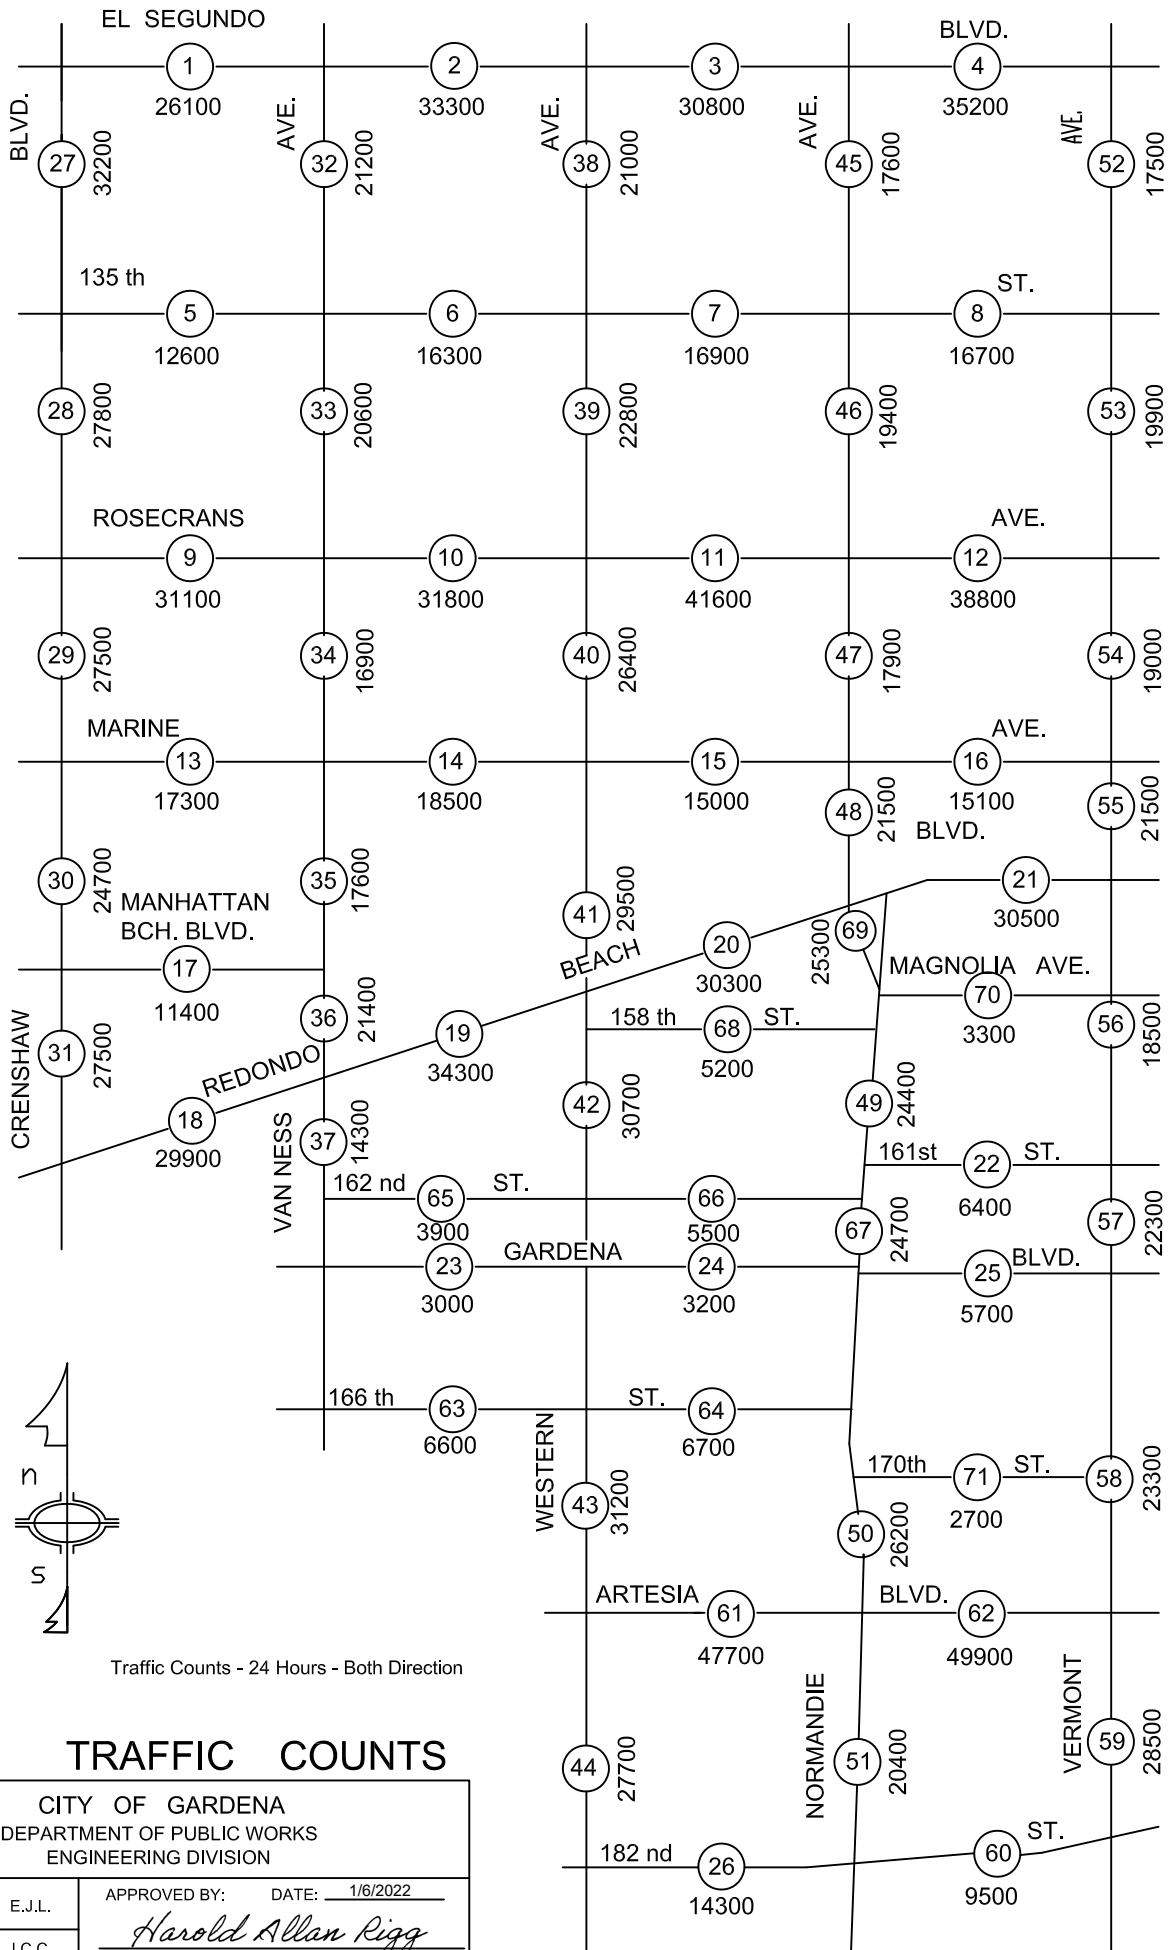 EL SEGUNDO BLVD.
1 2 3 4
26100 33300 30800 35200
BLVD. AVE. AVE. AVE. AVE.
27 32200 32 21200 38 21000 45 17600 52 17500
135 th ST.
5 6 7 8
12600 16300 16900 16700
28 27800 33 20600 39 22800 46 19400 53 19900
ROSECRANS AVE.
9 10 11 12
31100 31800 41600 38800
29 27500 34 16900 40 26400 47 17900 54 19000
MARINE AVE.
13 14 15 16
17300 18500 15000 15100
48 21500 55 21500
BLVD.
30 24700 35 17600 21
30500
MANHATTAN
BCH. BLVD.
41 29500 20 69 25300
BEACH
30300
17
11400
MAGNOLIA AVE.
70
3300
CRENSHAW 31 27500 36 21400 19 158 th 68 ST. 56 18500
REDONDO 34300 5200
18
29900
42 30700 49 24400
VAN NESS 37 14300
161st 22 ST.
6400
162 nd 65 ST. 66
3900 5500
67 24700 57 22300
GARDENA BLVD.
23 24 25
3000 3200 5700
166 th 63 ST. 64
6600 6700
n
s
WESTERN 43 31200
170th 71 ST. 58 23300
2700
50 26200
ARTESIA BLVD.
61 62
47700 49900
Traffic Counts - 24 Hours - Both Direction
NORMANDIE VERMONT
44 27700 51 20400 59 28500
182 nd 26 60 ST.
14300 9500
TRAFFIC COUNTS
CITY OF GARDENA
DEPARTMENT OF PUBLIC WORKS
ENGINEERING DIVISION
E.J.L.
APPROVED BY: DATE: 1/6/2022
Harold Allan Rigg